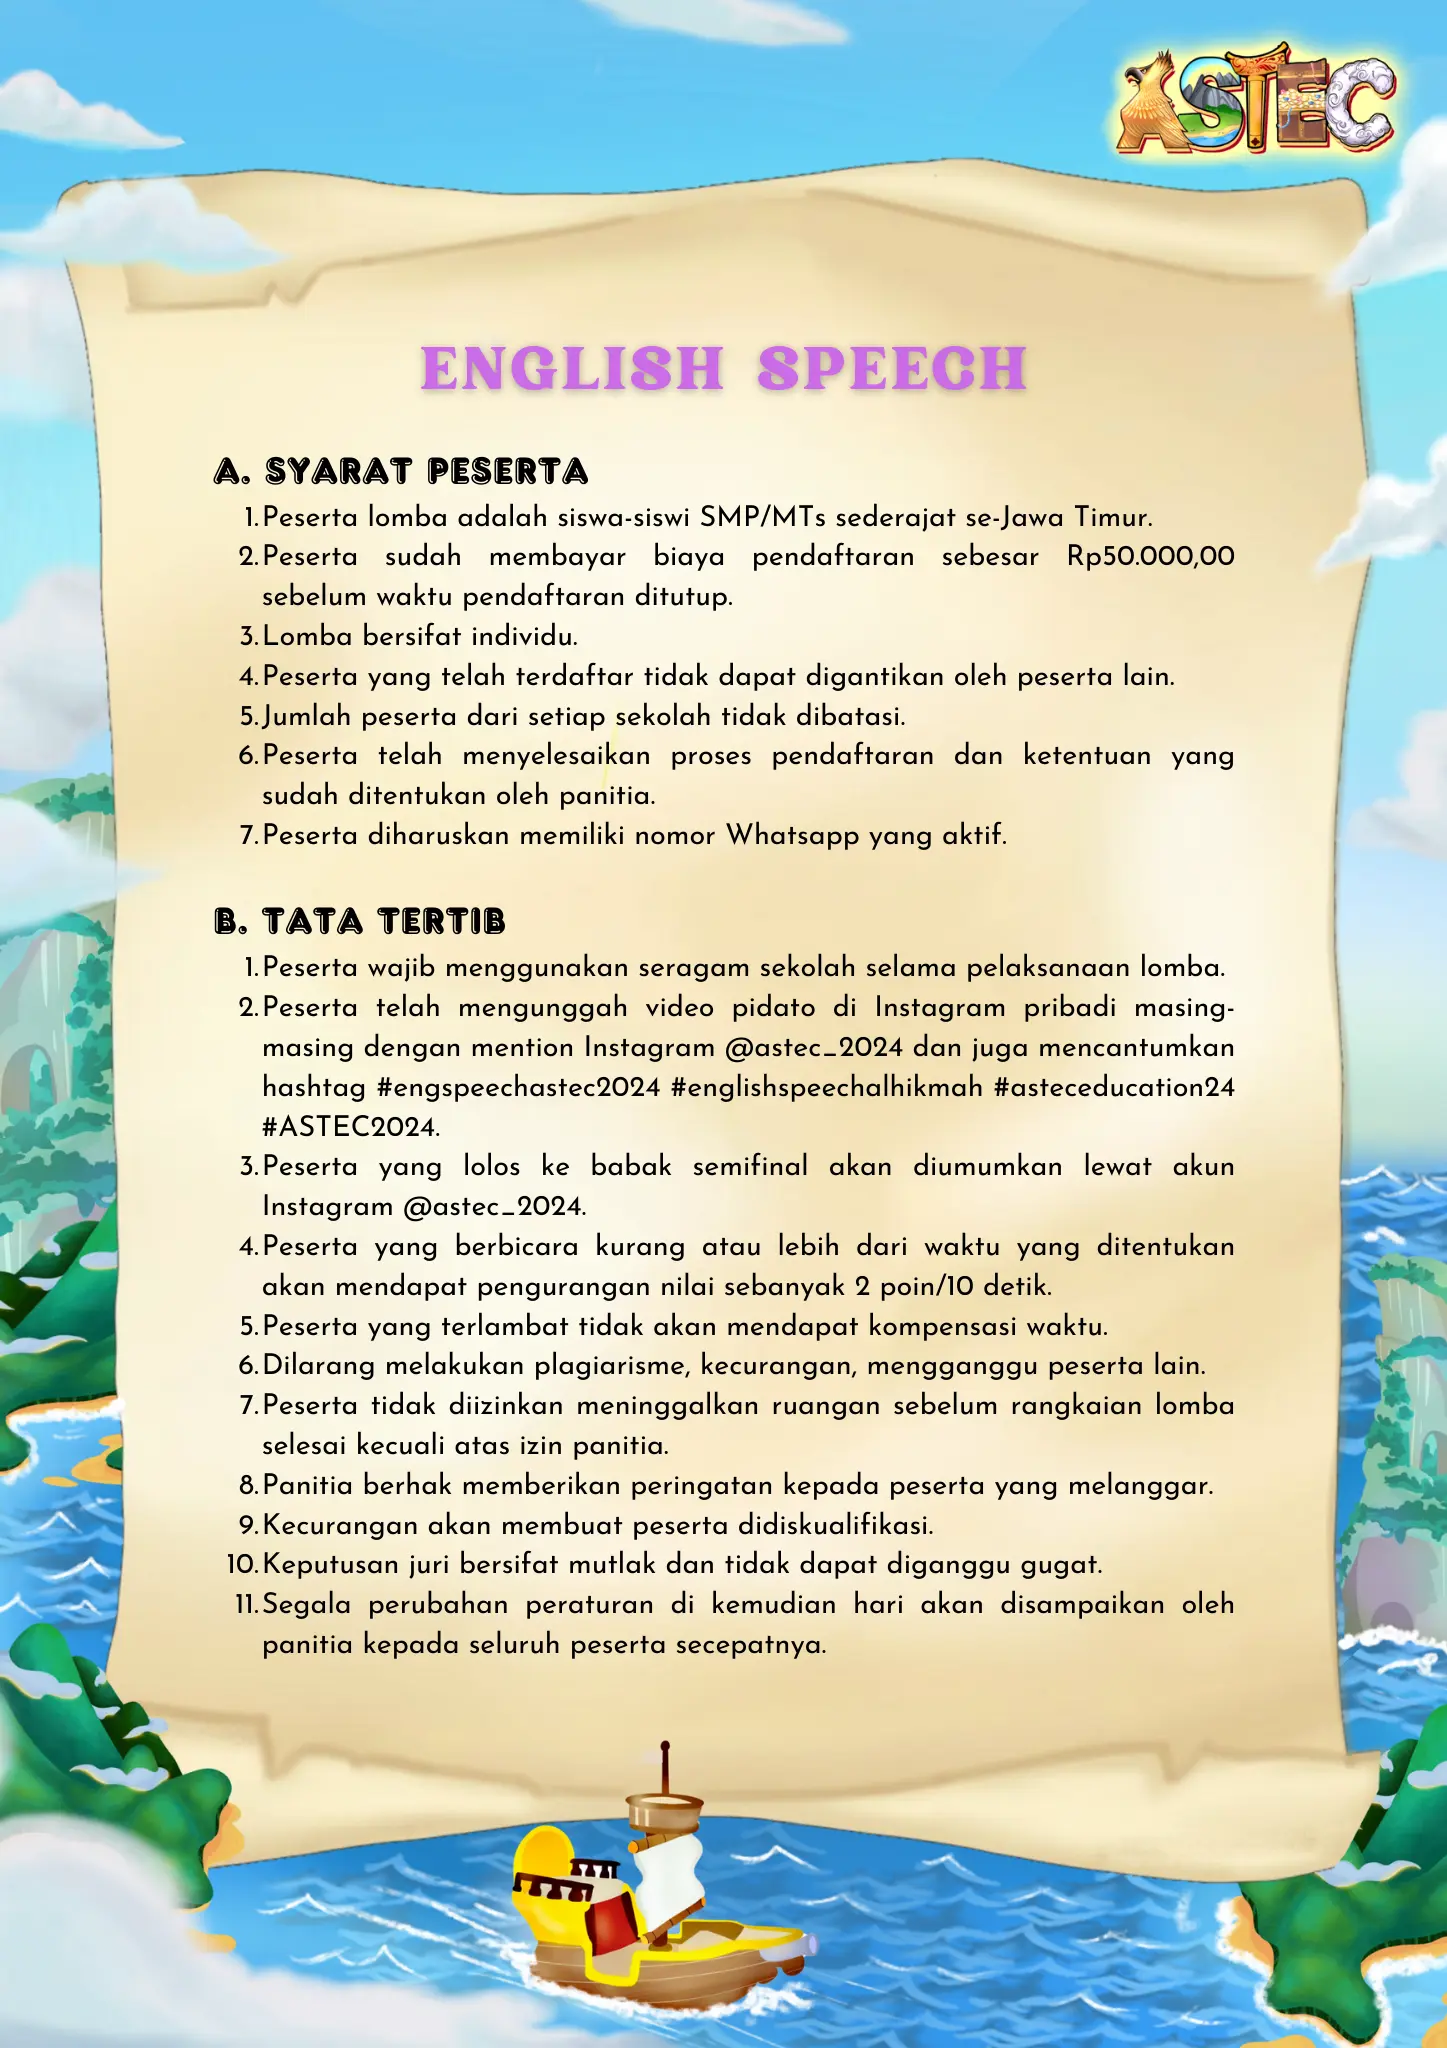 ASTEC
ENGLISH SPEECH
A. SYARAT PESERTA
1. Peserta lomba adalah siswa-siswi SMP/MTs sederajat se-Jawa Timur.
2. Peserta sudah membayar biaya pendaftaran sebesar Rp50.000,00
sebelum waktu pendaftaran ditutup.
3. Lomba bersifat individu.
4. Peserta yang telah terdaftar tidak dapat digantikan oleh peserta lain.
5. Jumlah peserta dari setiap sekolah tidak dibatasi.
6. Peserta telah menyelesaikan proses pendaftaran dan ketentuan yang
sudah ditentukan oleh panitia.
7. Peserta diharuskan memiliki nomor Whatsapp yang aktif.
B. TATA TERTIB
1. Peserta wajib menggunakan seragam sekolah selama pelaksanaan lomba.
2. Peserta telah mengunggah video pidato di Instagram pribadi masing-
masing dengan mention Instagram @astec_2024 dan juga mencantumkan
hashtag #engspeechastec2024 #englishspeechalhikmah #asteceducation24
#ASTEC2024.
3. Peserta yang lolos ke babak semifinal akan diumumkan lewat akun
Instagram @astec_2024.
4. Peserta yang berbicara kurang atau lebih dari waktu yang ditentukan
akan mendapat pengurangan nilai sebanyak 2 poin/10 detik.
5. Peserta yang terlambat tidak akan mendapat kompensasi waktu.
6. Dilarang melakukan plagiarisme, kecurangan, mengganggu peserta lain.
7. Peserta tidak diizinkan meninggalkan ruangan sebelum rangkaian lomba
selesai kecuali atas izin panitia.
8. Panitia berhak memberikan peringatan kepada peserta yang melanggar.
9. Kecurangan akan membuat peserta didiskualifikasi.
10. Keputusan juri bersifat mutlak dan tidak dapat diganggu gugat.
11. Segala perubahan peraturan di kemudian hari akan disampaikan oleh
panitia kepada seluruh peserta secepatnya.